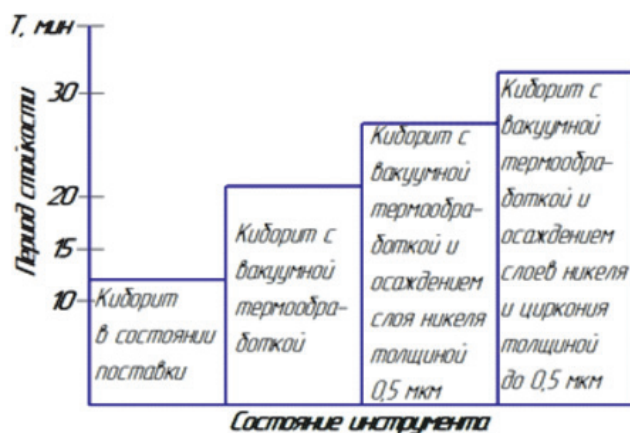 Т, мин
30
20
15
10
Период стойкости
Киборит
в состоянии
поставки
Киборит с
вакуумной
термообра-
боткой
Киборит с
вакуумной
термообра-
боткой и
осаждением
слоя никеля
толщиной
0,5 мкм
Киборит с
вакуумной
термообра-
боткой и
осаждением
слоев никеля
и циркония
толщиной
до 0,5 мкм
Состояние инструмента